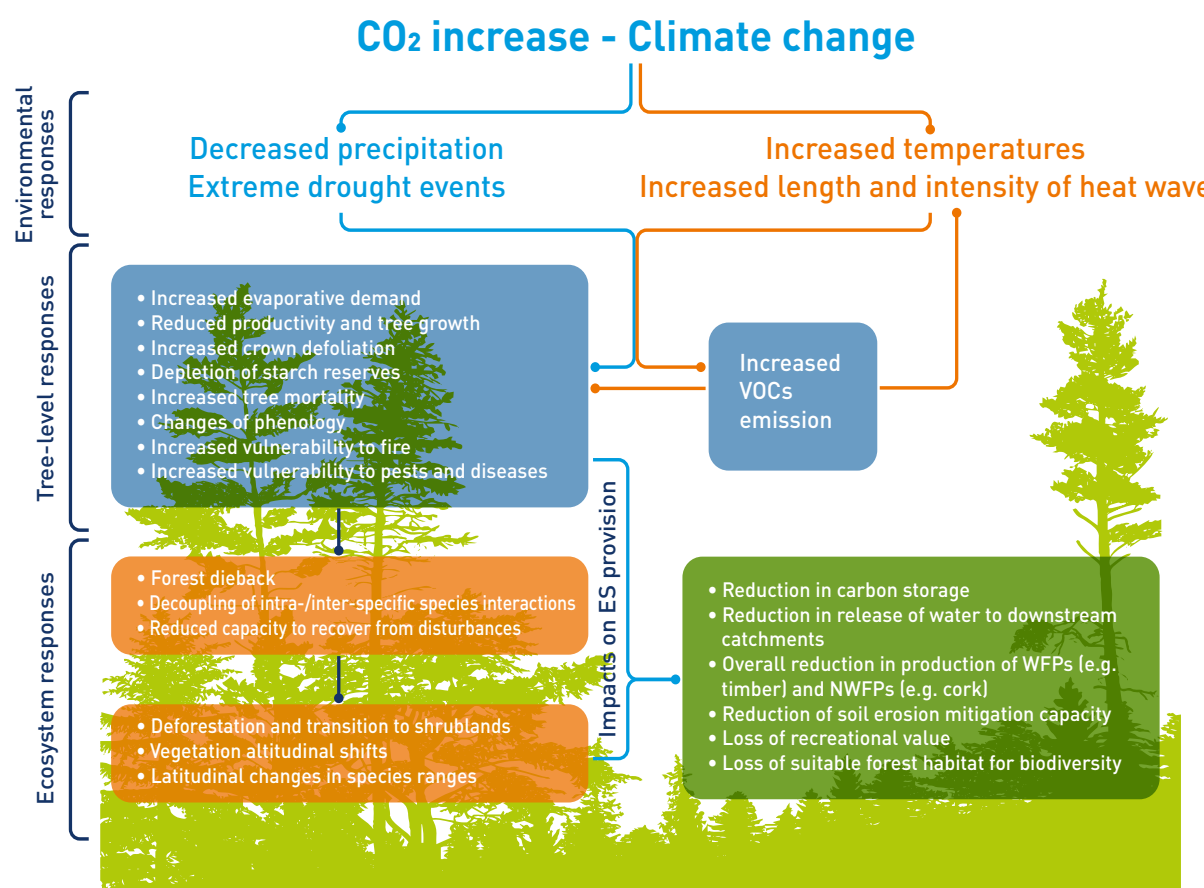 CO₂ increase - Climate change
Environmental
responses
Decreased precipitation
Extreme drought events
Increased temperatures
Increased length and intensity of heat wave
Tree-level responses
• Increased evaporative demand
• Reduced productivity and tree growth
• Increased crown defoliation
• Depletion of starch reserves
• Increased tree mortality
• Changes of phenology
• Increased vulnerability to fire
• Increased vulnerability to pests and diseases
Increased
VOCs
emission
Ecosystem responses
• Forest dieback
• Decoupling of intra-/inter-specific species interactions
• Reduced capacity to recover from disturbances
• Deforestation and transition to shrublands
• Vegetation altitudinal shifts
• Latitudinal changes in species ranges
Impacts on ES provision
• Reduction in carbon storage
• Reduction in release of water to downstream
catchments
• Overall reduction in production of WFPs (e.g.
timber) and NWFPs (e.g. cork)
• Reduction of soil erosion mitigation capacity
• Loss of recreational value
• Loss of suitable forest habitat for biodiversity